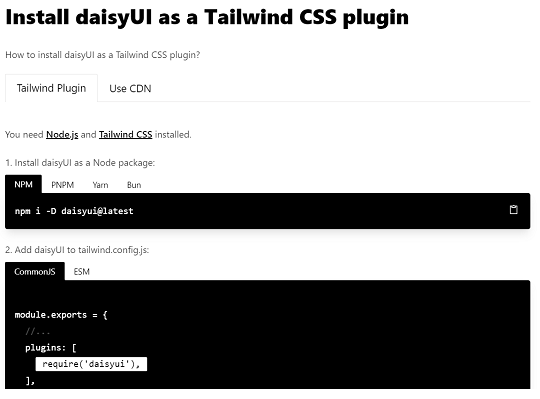 Install daisyUI as a Tailwind CSS plugin
How to install daisyUI as a Tailwind CSS plugin?
Tailwind Plugin Use CDN
You need Node.js and Tailwind CSS installed.
1. Install daisyUI as a Node package:
NPM PNPM Yarn Bun
npm i -D daisyui@latest
2. Add daisyUI to tailwind.config.js:
CommonJS ESM
module.exports = {
//...
plugins: [
require('daisyui'),
],